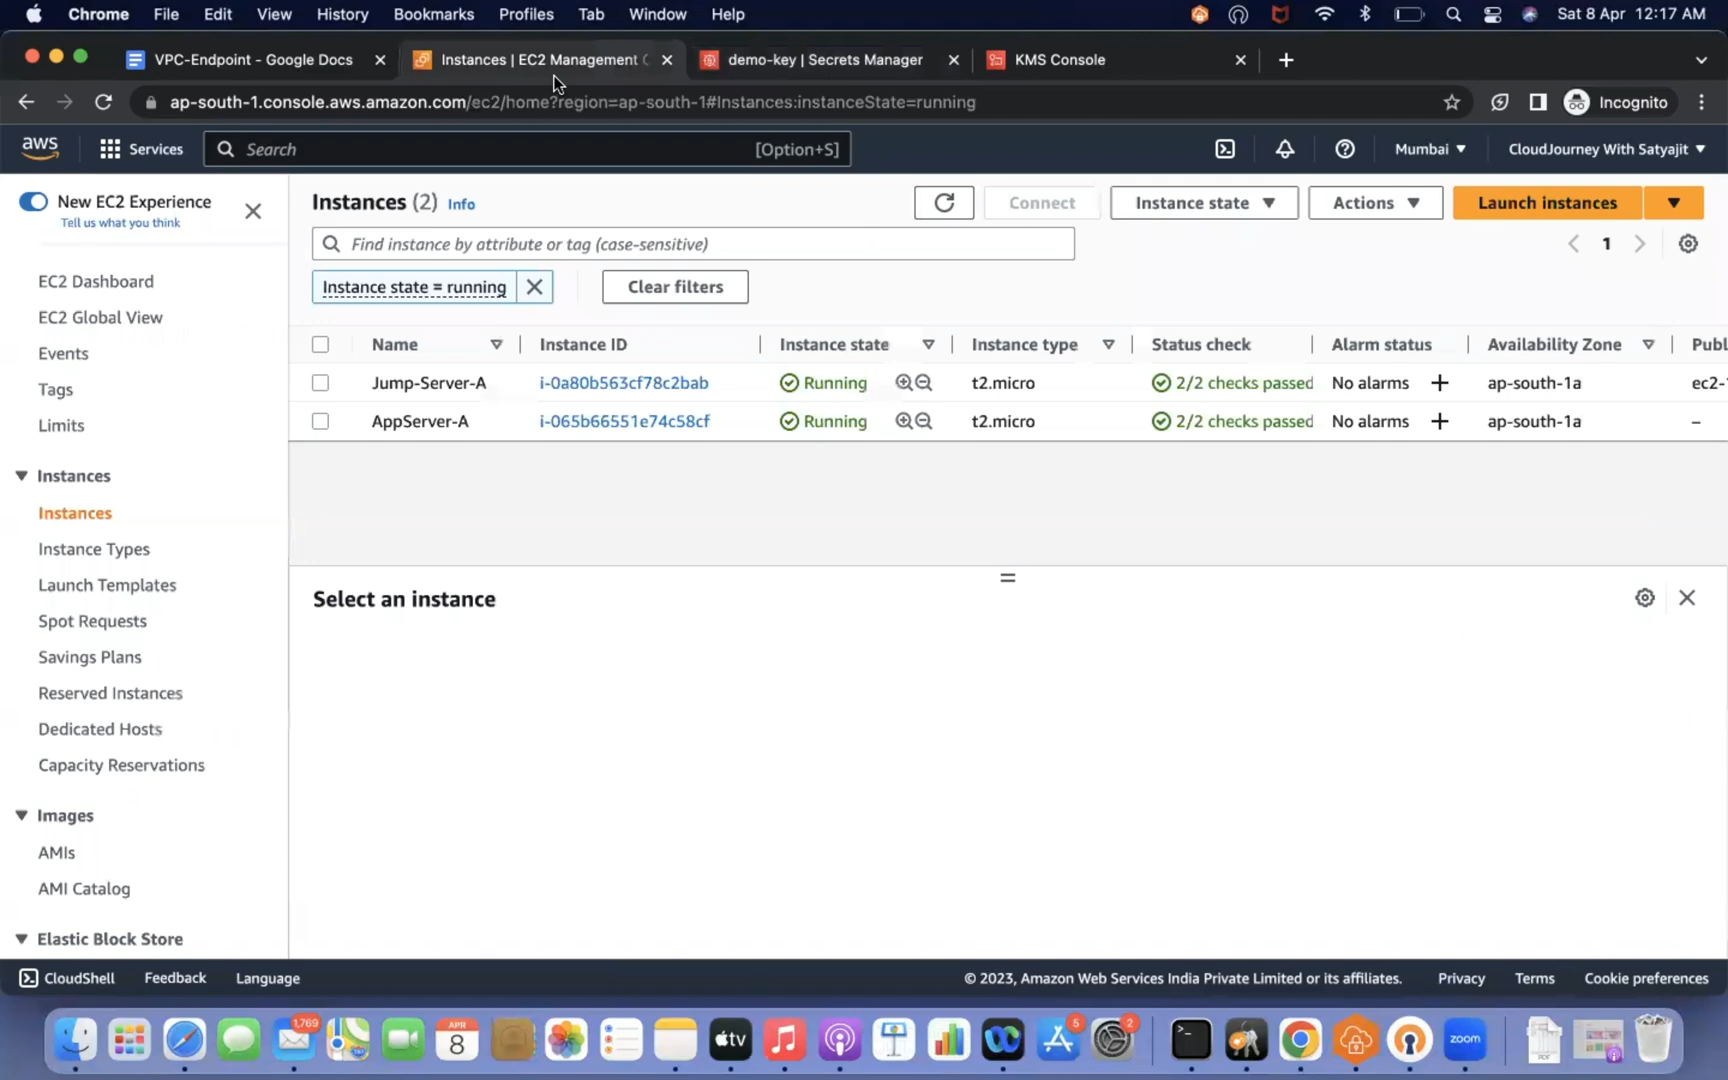 Chrome File Edit View History Bookmarks Profiles Tab Window Help Sat 8 Apr 12:17 AM
VPC-Endpoint - Google Docs Instances | EC2 Management demo-key | Secrets Manager KMS Console
ap-south-1.console.aws.amazon.com/ec2/home?region=ap-south-1#Instances:instanceState=running Incognito
aws Services Search [Option+S] Mumbai CloudJourney With Satyajit
New EC2 Experience
Tell us what you think
EC2 Dashboard
EC2 Global View
Events
Tags
Limits
Instances
Instances
Instance Types
Launch Templates
Spot Requests
Savings Plans
Reserved Instances
Dedicated Hosts
Capacity Reservations
Images
AMIs
AMI Catalog
Elastic Block Store
Instances (2) Info Connect Instance state Actions Launch instances
Find instance by attribute or tag (case-sensitive) 1
Instance state = running Clear filters
Name Instance ID Instance state Instance type Status check Alarm status Availability Zone Publ
Jump-Server-A i-0a80b563cf78c2bab Running t2.micro 2/2 checks passed No alarms ap-south-1a ec2-
AppServer-A i-065b66551e74c58cf Running t2.micro 2/2 checks passed No alarms ap-south-1a –
Select an instance
CloudShell Feedback Language © 2023, Amazon Web Services India Private Limited or its affiliates. Privacy Terms Cookie preferences
1,769 APR 8 tv 5 2 zoom PDF